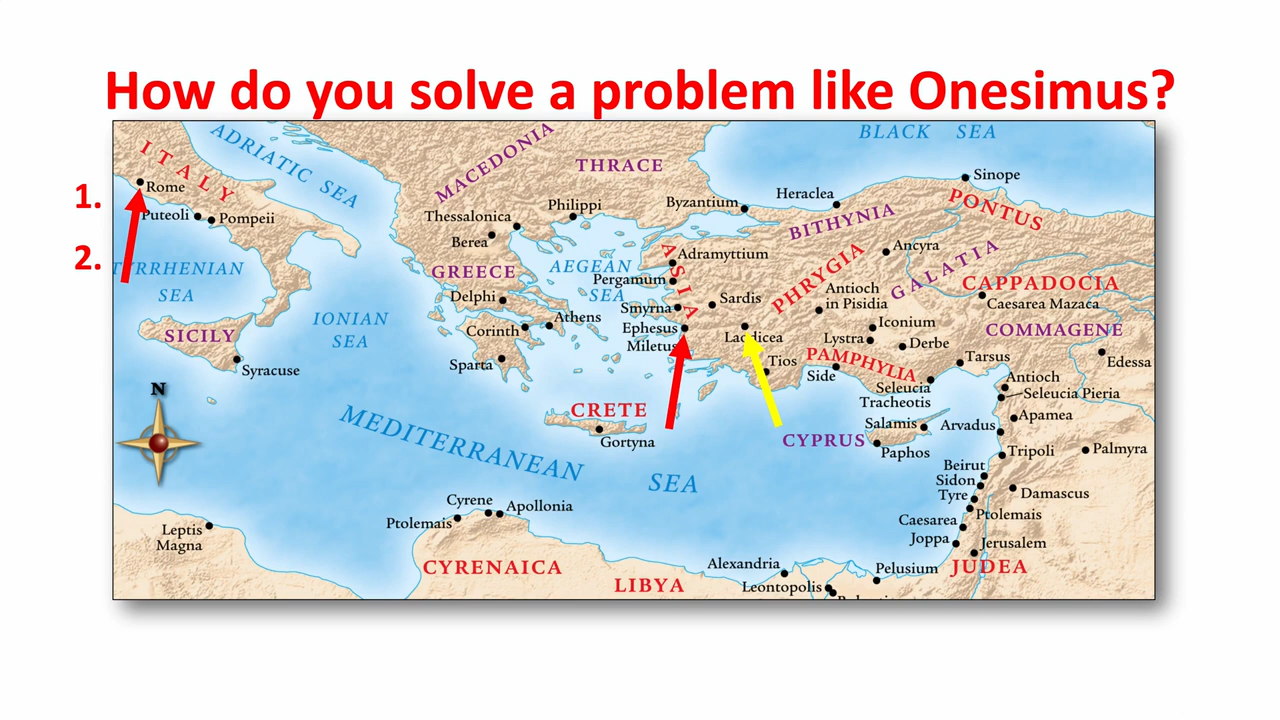 How do you solve a problem like Onesimus?
1.
2.
ITALY
ADRIATIC SEA
MACEDONIA
THRACE
BLACK SEA
Rome
Puteoli
Pompeii
Thessalonica
Berea
Philippi
Byzantium
Heraclea
Sinope
BITHYNIA
PONTUS
TYRRHENIAN
SEA
SICILY
Syracuse
IONIAN
SEA
GREECE
Delphi
Corinth
Athens
Sparta
AEGEAN
SEA
ASIA
Adramyttium
Pergamum
Smyrna
Sardis
Ephesus
Miletus
Laodicea
Tios
PHRYGIA
Antioch
in Pisidia
Ancyra
GALATIA
CAPPADOCIA
Caesarea Mazaca
COMMAGENE
Iconium
Lystra
Derbe
PAMPHYLIA
Side
Seleucia
Tracheotis
Tarsus
Edessa
Antioch
Seleucia Pieria
Apamea
N
CRETE
Gortyna
MEDITERRANEAN SEA
CYPRUS
Salamis
Paphos
Arvadus
Tripoli
Palmyra
Beirut
Sidon
Tyre
Damascus
Ptolemais
Caesarea
Joppa
Jerusalem
JUDEA
Leptis
Magna
Ptolemais
Cyrene
Apollonia
CYRENAICA
LIBYA
Alexandria
Leontopolis
Pelusium